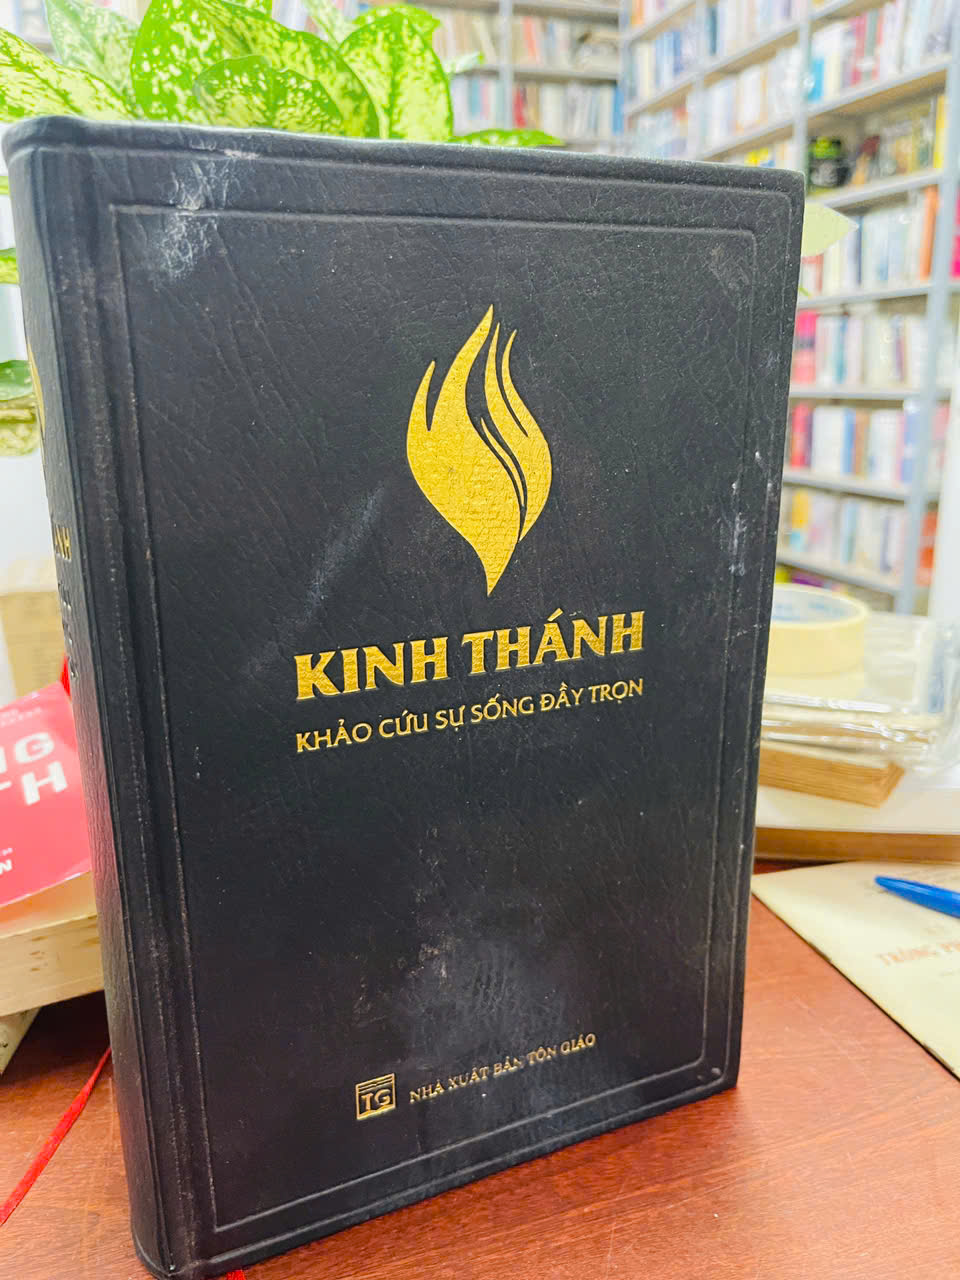 KINH THÁNH
KHẢO CỨU SỰ SỐNG ĐẦY TRỌN
TG
NHÀ XUẤT BẢN TÔN GIÁO